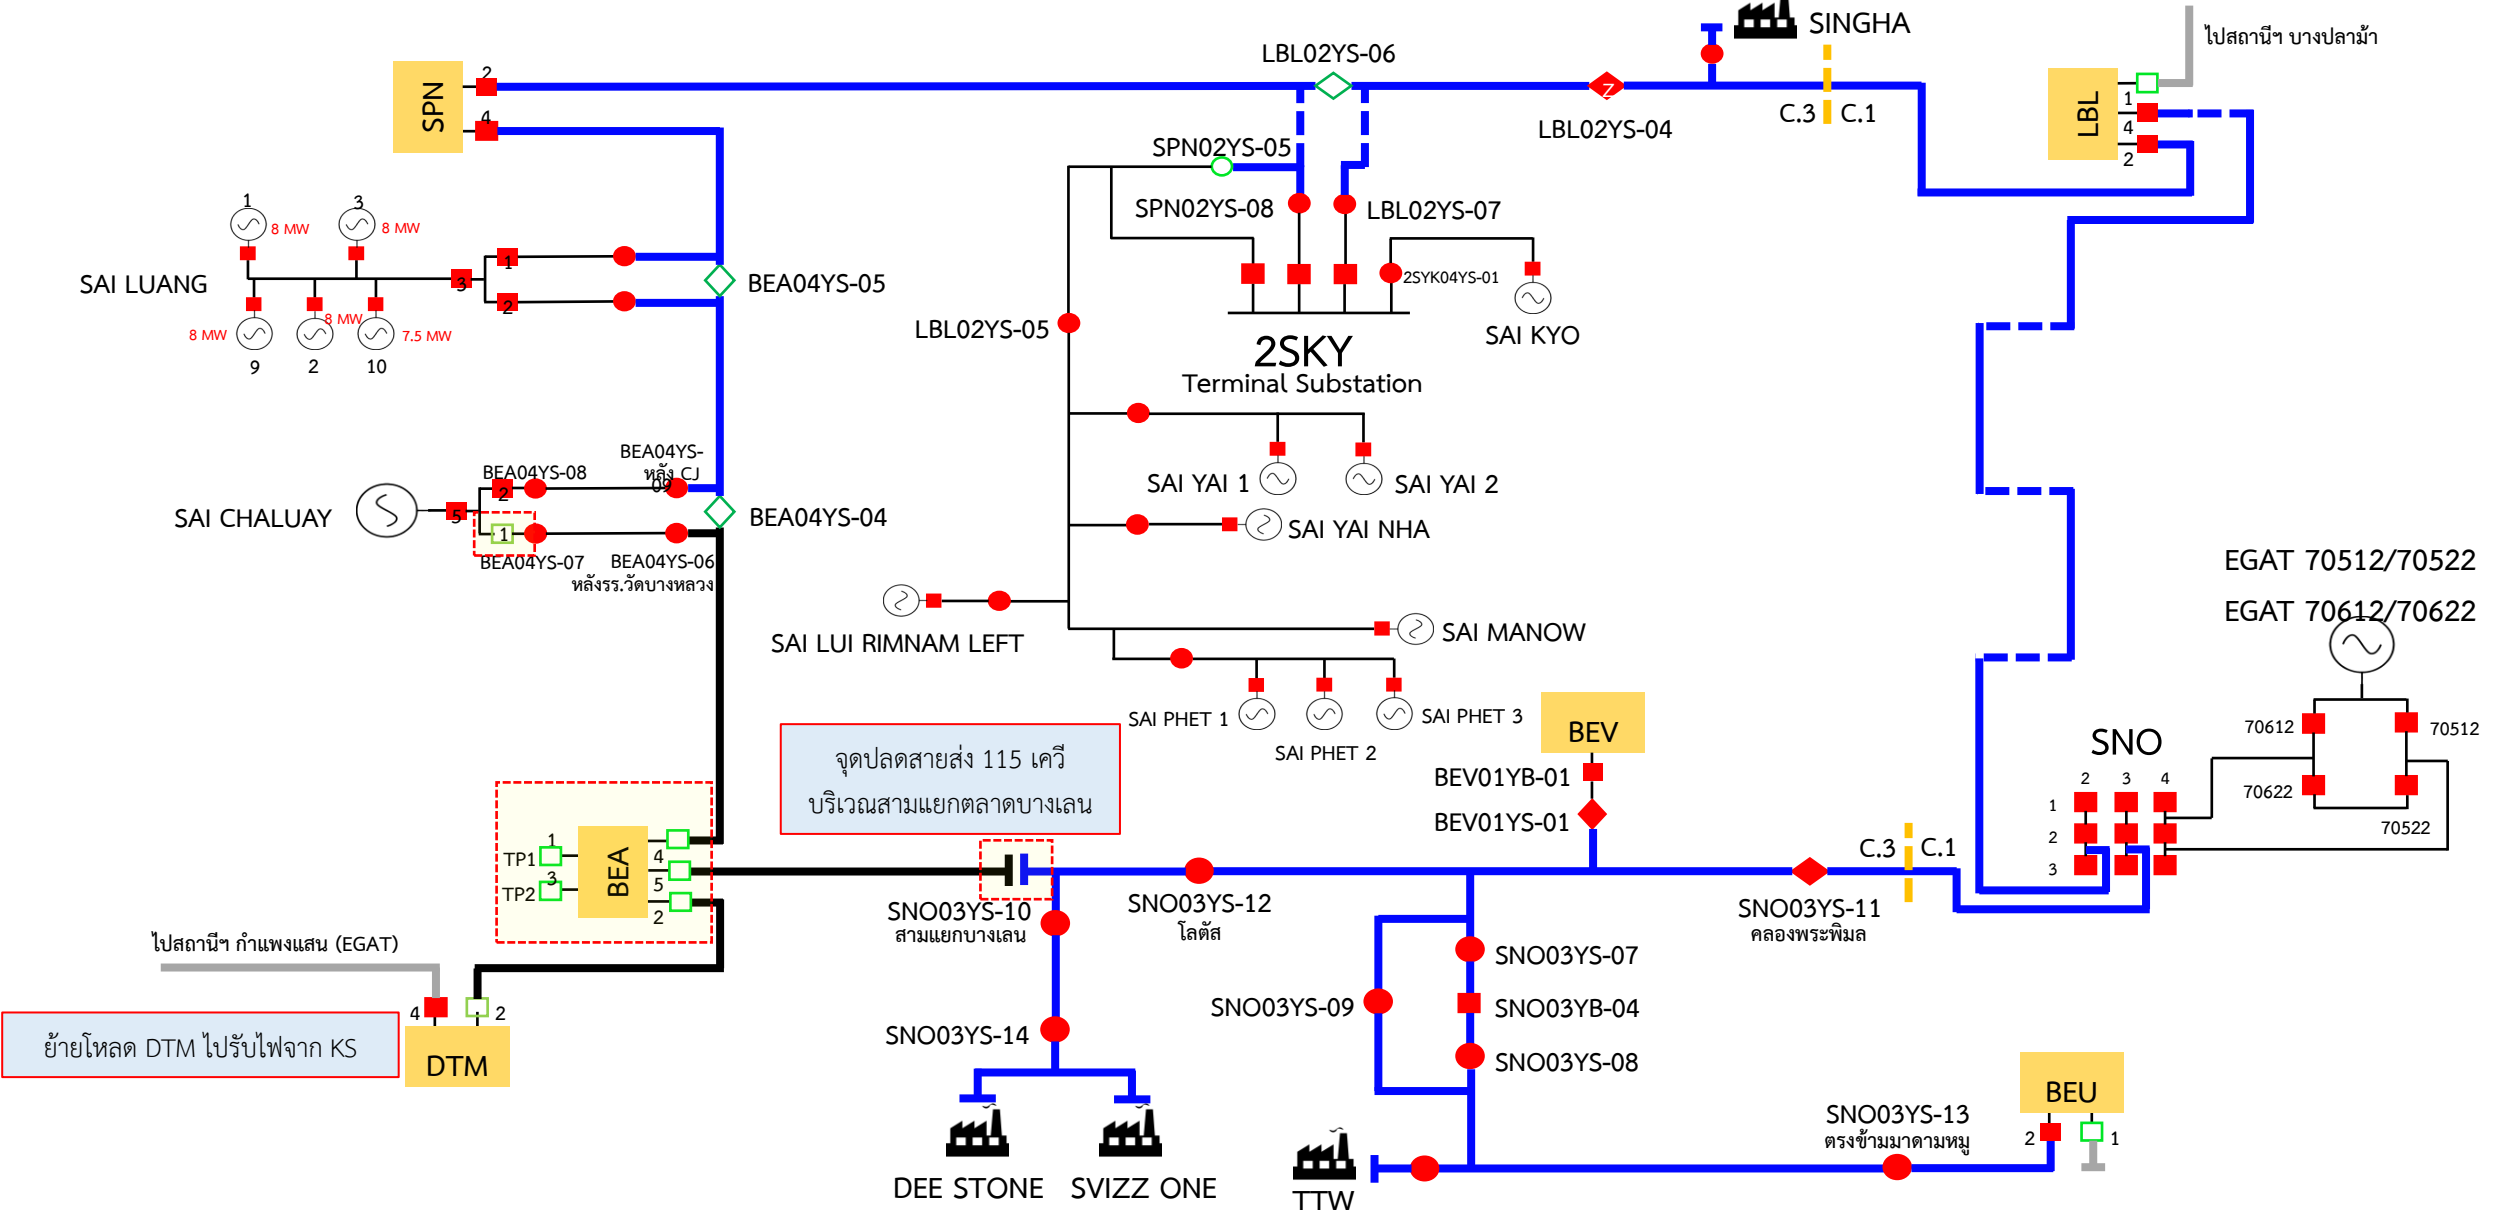 SINGHA
ไปสถานีฯ บางปลาม้า
LBL02YS-06
SPN
2
4
C.3
C.1
LBL02YS-04
Z
LBL
1
4
2
SPN02YS-05
SPN02YS-08
LBL02YS-07
2SYK04YS-01
SAI KYO
2SKY
Terminal Substation
LBL02YS-05
1
3
8 MW
8 MW
SAI LUANG
3
1
2
BEA04YS-05
8 MW
8 MW
7.5 MW
9
2
10
BEA04YS-08
BEA04YS-
หลัง CJ
09
SAI CHALUAY
5
2
1
BEA04YS-04
BEA04YS-07
BEA04YS-06
หลังรร.วัดบางหลวง
SAI YAI 1
SAI YAI 2
SAI YAI NHA
SAI LUI RIMNAM LEFT
SAI MANOW
SAI PHET 1
SAI PHET 2
SAI PHET 3
EGAT 70512/70522
EGAT 70612/70622
70612
70512
70622
70522
SNO
2
3
4
1
2
3
จุดปลดสายส่ง 115 เควี
บริเวณสามแยกตลาดบางเลน
BEV
BEV01YB-01
BEV01YS-01
C.3
C.1
TP1
1
TP2
3
BEA
4
5
2
SNO03YS-10
สามแยกบางเลน
SNO03YS-12
โลตัส
SNO03YS-11
คลองพระพิมล
ไปสถานีฯ กำแพงแสน (EGAT)
4
2
DTM
ย้ายโหลด DTM ไปรับไฟจาก KS
SNO03YS-07
SNO03YS-09
SNO03YB-04
SNO03YS-14
SNO03YS-08
DEE STONE
SVIZZ ONE
TTW
SNO03YS-13
ตรงข้ามมาดามหมู
BEU
2
1